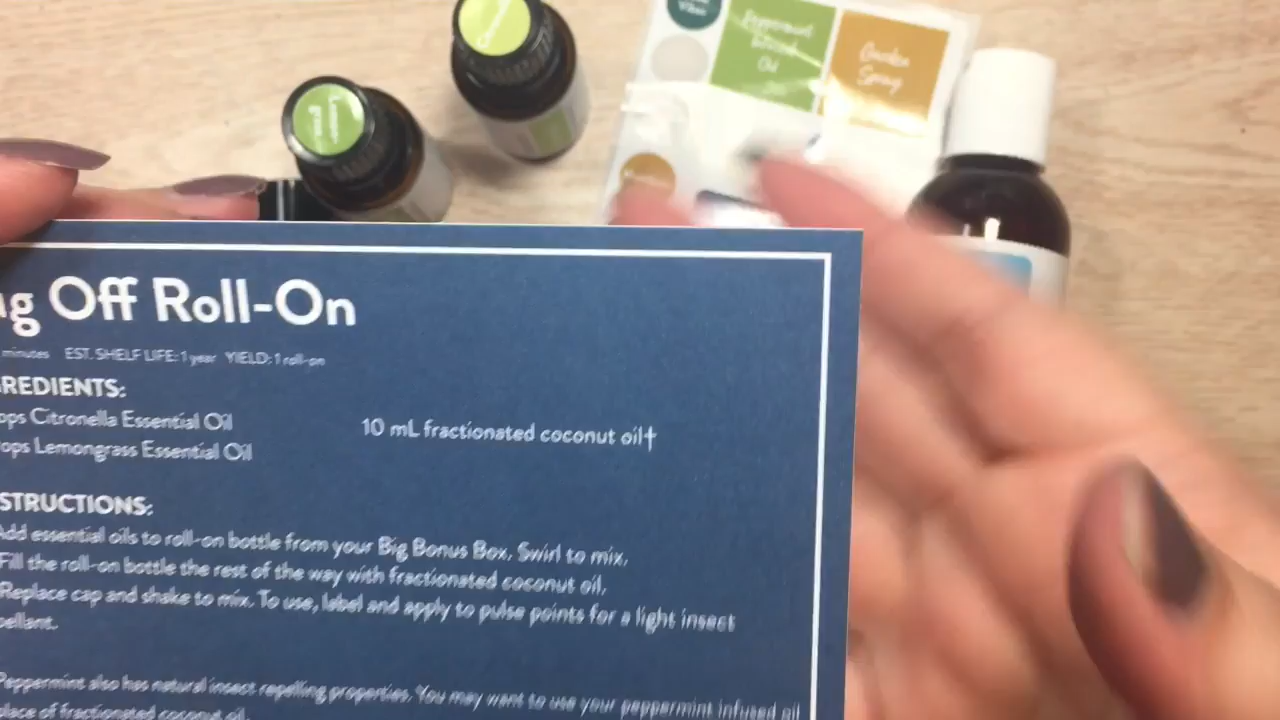 Peppermint
Infused
Oil
Garden
Spring
g Off Roll-On
minutes EST. SHELF LIFE: 1 year YIELD: 1 roll-on
REDIENTS:
ops Citronella Essential Oil
10 mL fractionated coconut oil†
ops Lemongrass Essential Oil
STRUCTIONS:
Add essential oils to roll-on bottle from your Big Bonus Box. Swirl to mix.
Fill the roll-on bottle the rest of the way with fractionated coconut oil.
Replace cap and shake to mix. To use, label and apply to pulse points for a light insect
pellant.
Peppermint also has natural insect repelling properties. You may want to use your peppermint infused oil
place of fractionated coconut oil.